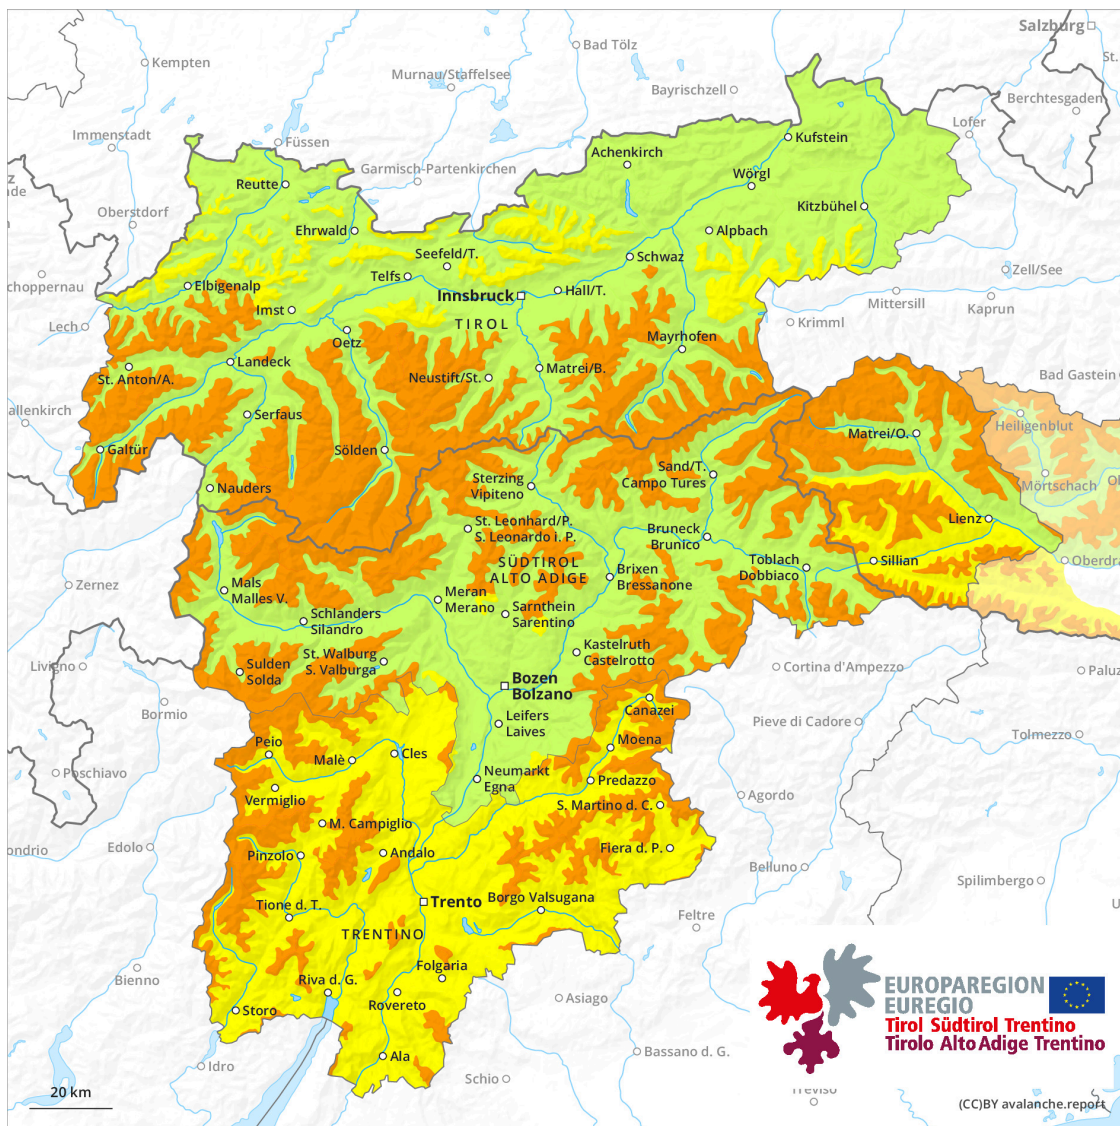 Salzburg
St.
Bad Tölz
Kempten
Murnau/Staffelsee
Bayrischzell
Berchtesgaden
Lofer
Immenstadt
Füssen
Kufstein
Achenkirch
Garmisch-Partenkirchen
Wörgl
Reutte
Oberstdorf
Kitzbühel
Ehrwald
Alpbach
Seefeld/T.
Schwaz
Zell/See
Telfs
choppernau
Elbigenalp
Innsbruck
Hall/T.
Mittersill
Kaprun
Imst
TIROL
Krimml
Lech
Oetz
Mayrhofen
Landeck
Matrei/B.
St. Anton/A.
Neustift/St.
Bad Gastein
allenkirch
Serfaus
Heiligenblut
Matrei/O.
Galtür
Sölden
Sand/T.
Campo Tures
Mörtschach
Nauders
Sterzing
Vipiteno
Lienz
St. Leonhard/P.
S. Leonardo i. P.
Bruneck
Brunico
SÜDTIROL
ALTO ADIGE
Toblach
Dobbiaco
Sillian
Oberdra
Zernez
Mals
Malles V.
Brixen
Bressanone
Meran
Merano
Sarnthein
Sarentino
Schlanders
Silandro
Livigno
St. Walburg
S. Valburga
Kastelruth
Castelrotto
Sulden
Solda
Cortina d'Ampezzo
Paluz
Bozen
Bolzano
Bormio
Canazei
Leifers
Laives
Pieve di Cadore
Tolmezzo
Moena
Peio
Cles
Malè
Poschiavo
Neumarkt
Egna
Predazzo
Vermiglio
S. Martino d. C.
Agordo
M. Campiglio
ondrio
Edolo
Pinzolo
Andalo
Fiera d. P.
Belluno
Spilimbergo
Tione d. T.
Trento
Borgo Valsugana
Feltre
TRENTINO
Folgaria
Bienno
Riva d. G.
Rovereto
Asiago
Storo
EUROPAREGION
EUREGIO
Tirol Südtirol Trentino
Tirolo Alto Adige Trentino
Ala
Bassano d. G.
Idro
Schio
Treviso
20 km
(CC)BY avalanche.report